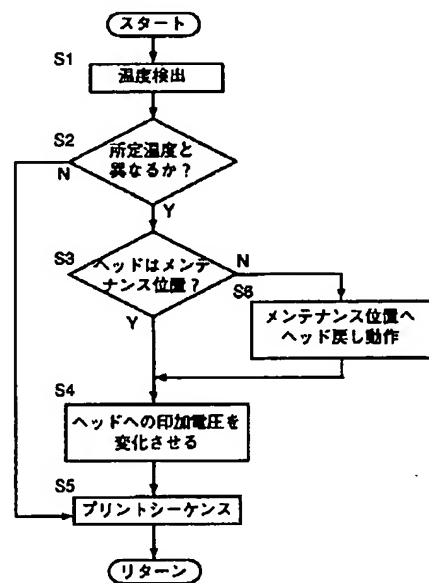 スタート
S1
温度検出
S2
所定温度と
異なるか？
N
Y
S3
ヘッドはメンテ
ナンス位置？
N
S6
Y
メンテナンス位置へ
ヘッド戻し動作
S4
ヘッドへの印加電圧を
変化させる
S5
プリントシーケンス
リターン